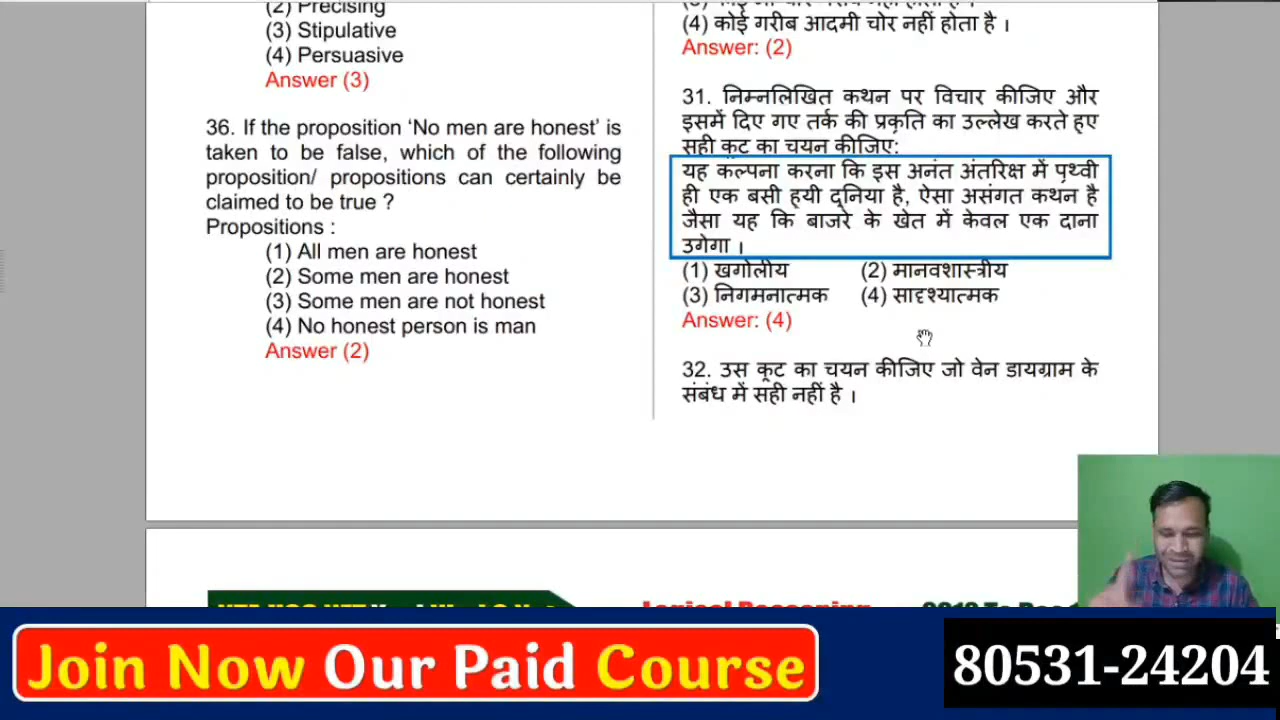 (2) Precising
(3) Stipulative
(4) Persuasive
Answer (3)
36. If the proposition ‘No men are honest’ is
taken to be false, which of the following
proposition/ propositions can certainly be
claimed to be true ?
Propositions :
(1) All men are honest
(2) Some men are honest
(3) Some men are not honest
(4) No honest person is man
Answer (2)
(4) कोई गरीब आदमी चोर नहीं होता है ।
Answer: (2)
31. निम्नलिखित कथन पर विचार कीजिए और
इसमें दिए गए तर्क की प्रकृति का उल्लेख करते हुए
सही कूट का चयन कीजिए:
यह कल्पना करना कि इस अनंत अंतरिक्ष में पृथ्वी
ही एक बसी हूयी दुनिया है, ऐसा असंगत कथन है
जैसा यह कि बाजरे के खेत में केवल एक दाना
उगेगा ।
(1) खगोलीय (2) मानवशास्त्रीय
(3) निगमनात्मक (4) सादृश्यात्मक
Answer: (4)
32. उस कूट का चयन कीजिए जो वेन डायग्राम के
संबंध में सही नहीं है ।
Logical Reasoning
Join Now Our Paid Course
80531-24204